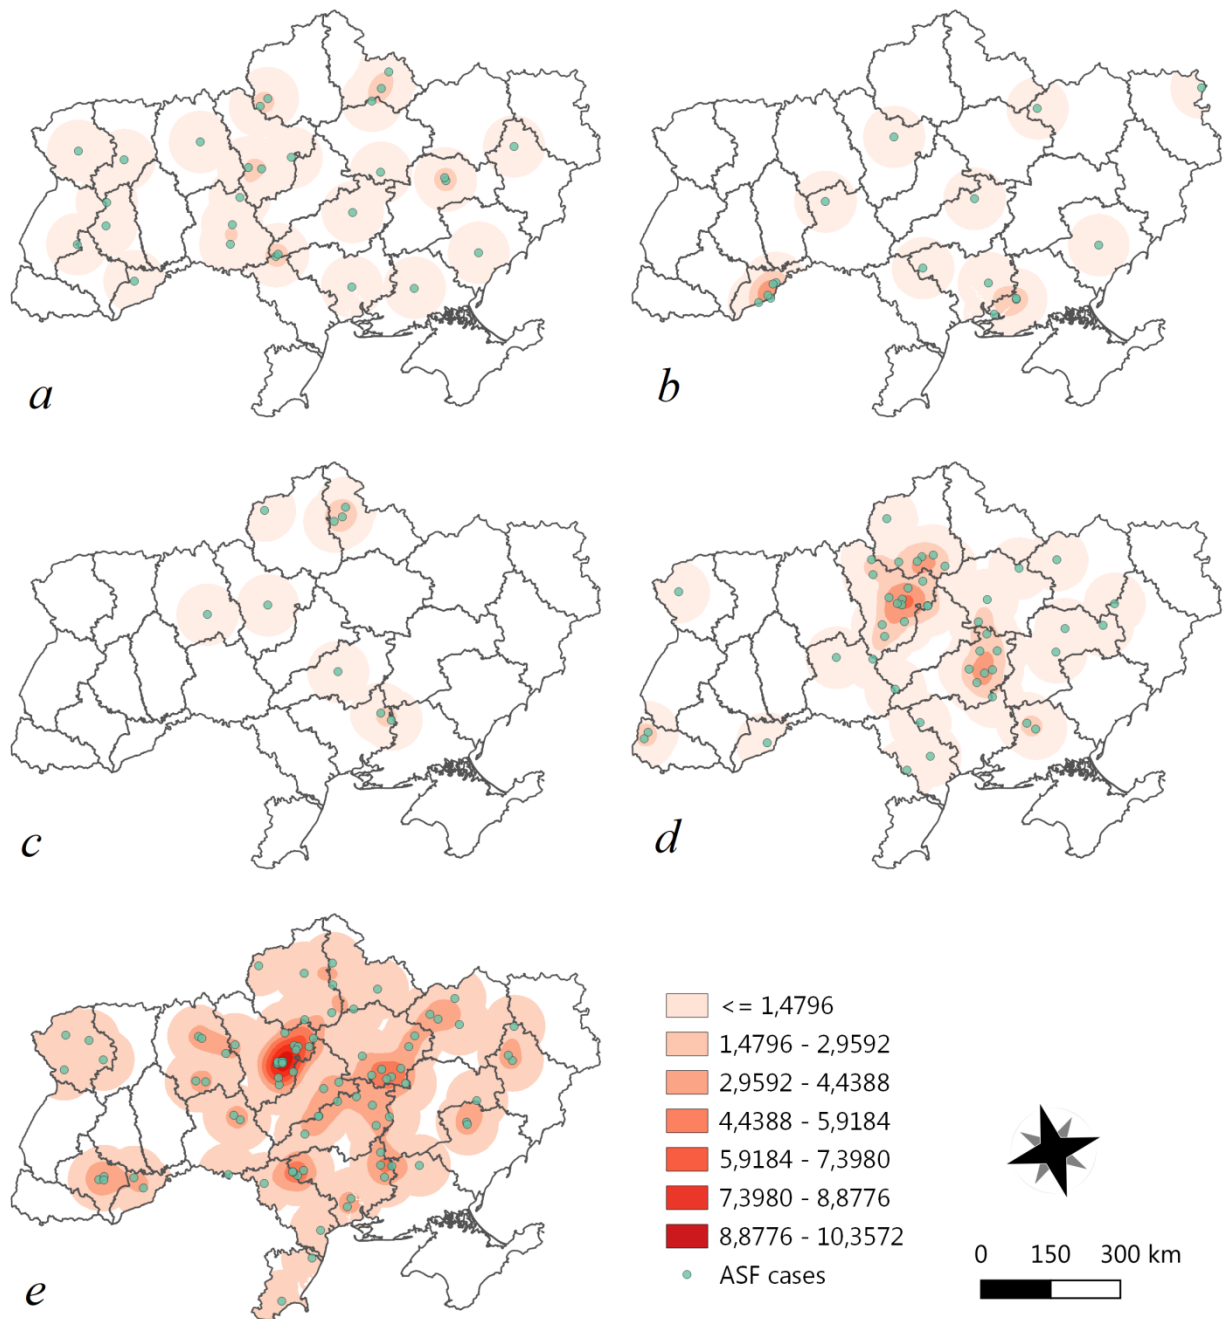 a
b
c
d
e
<= 1,4796
1,4796 - 2,9592
2,9592 - 4,4388
4,4388 - 5,9184
5,9184 - 7,3980
7,3980 - 8,8776
8,8776 - 10,3572
ASF cases
0 150 300 km